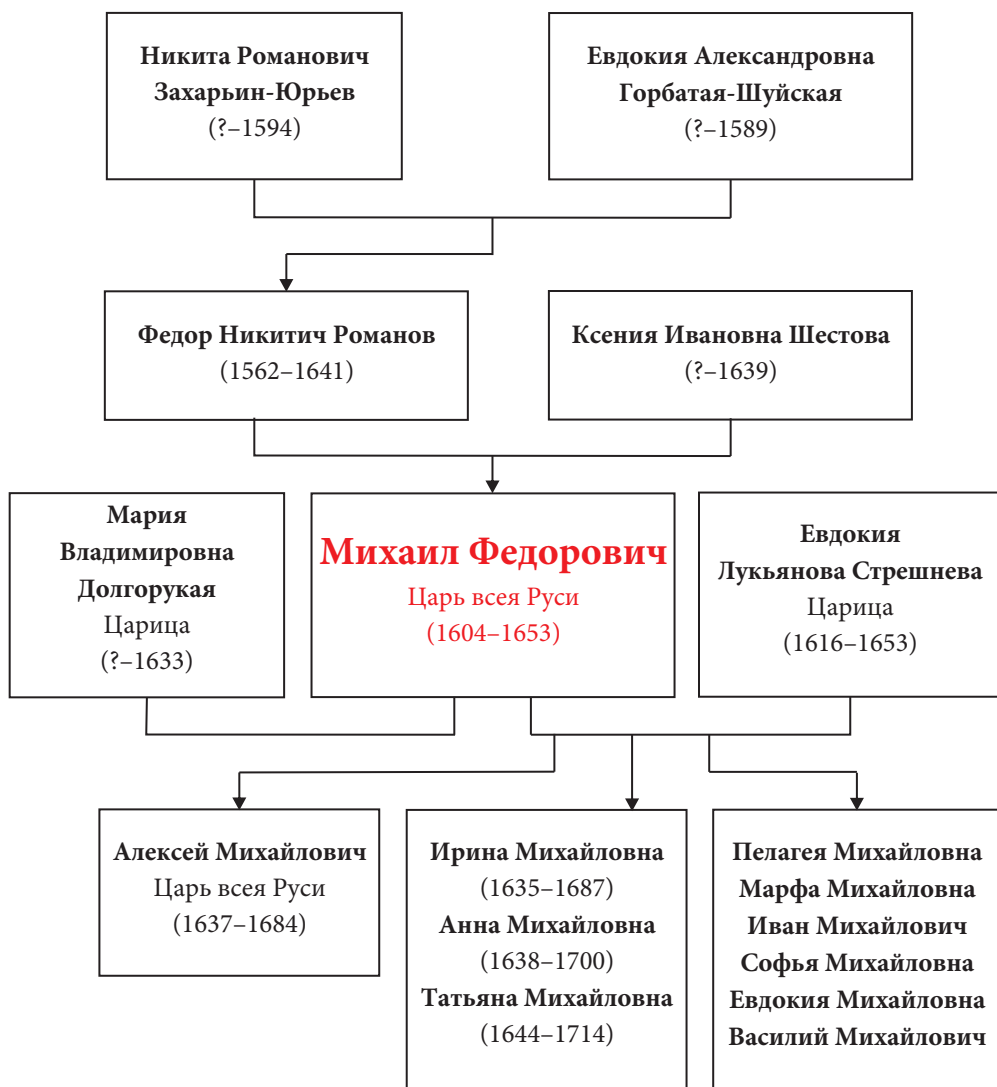 Никита Романович
Захарьин-Юрьев
(?–1594)
Евдокия Александровна
Горбатая-Шуйская
(?–1589)
Федор Никитич Романов
(1562–1641)
Ксения Ивановна Шестова
(?–1639)
Мария
Владимировна
Долгорукая
Царица
(?–1633)
Михаил Федорович
Царь всея Руси
(1604–1653)
Евдокия
Лукьянова Стрешнева
Царица
(1616–1653)
Алексей Михайлович
Царь всея Руси
(1637–1684)
Ирина Михайловна
(1635–1687)
Анна Михайловна
(1638–1700)
Татьяна Михайловна
(1644–1714)
Пелагея Михайловна
Марфа Михайловна
Иван Михайлович
Софья Михайловна
Евдокия Михайловна
Василий Михайлович